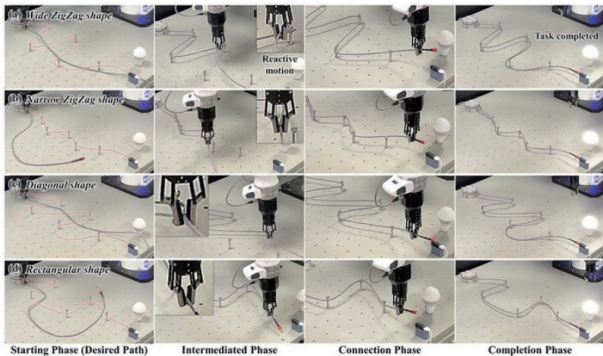 (a) Wide ZigZag shape
Reactive
motion
Task completed
(b) Narrow ZigZag shape
(c) Diagonal shape
(d) Rectangular shape
Starting Phase (Desired Path) Intermediated Phase Connection Phase Completion Phase